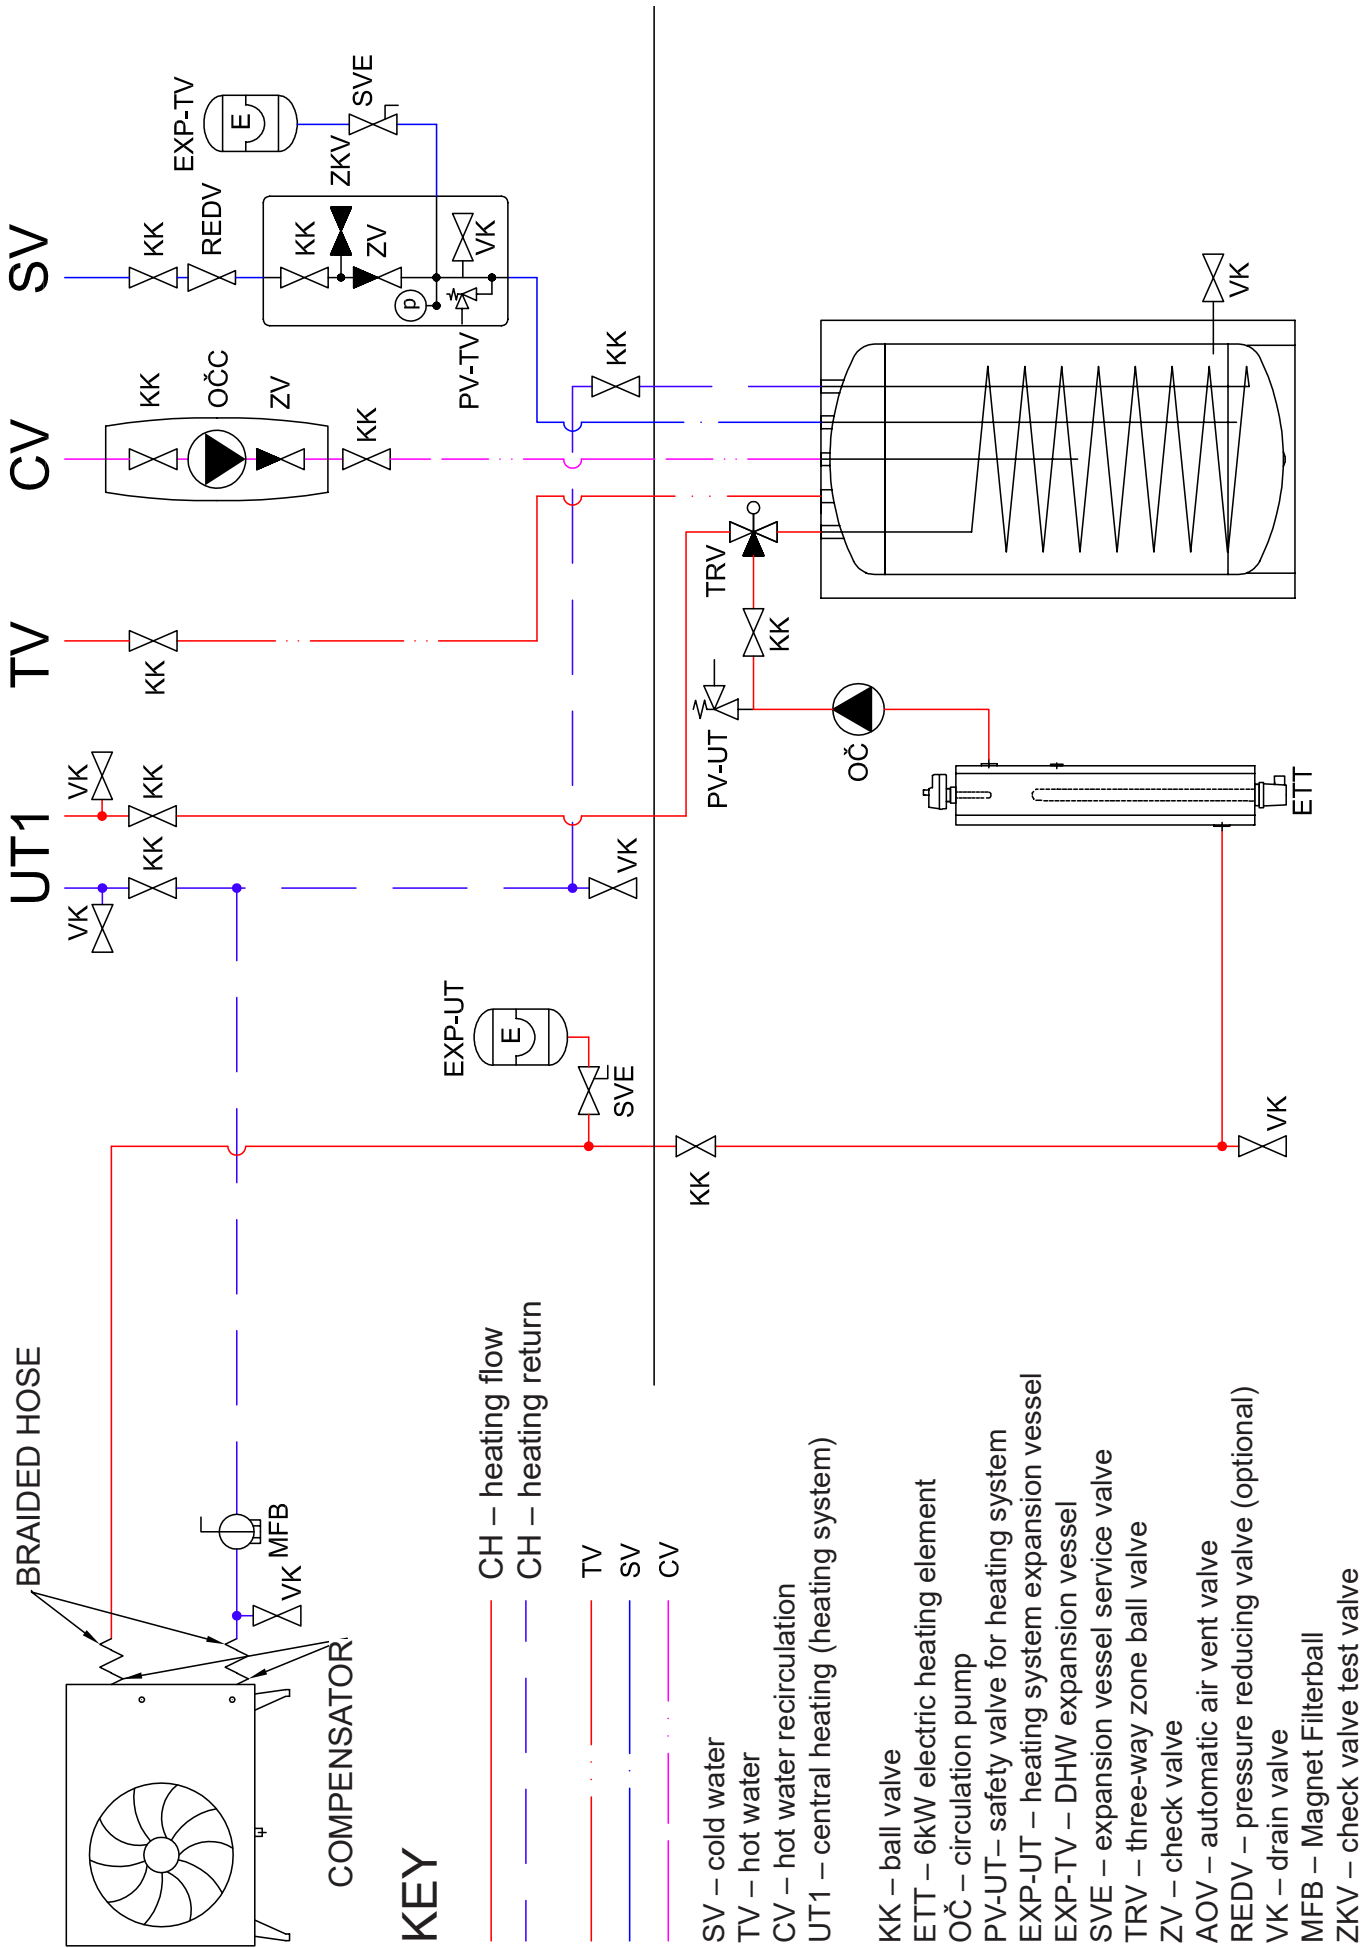 UT1
TV
CV
SV
VK
VK
KK
KK
KK
KK
OČC
ZV
KK
KK
REDV
KK
ZKV
ZV
p
VK
PV-TV
EXP-TV
E
SVE
KK
VK
EXP-UT
E
SVE
KK
VK
PV-UT
OČ
KK
TRV
ETT
VK
BRAIDED HOSE
COMPENSATOR
VK
MFB
KEY
CH – heating flow
CH – heating return
TV
SV
CV
SV – cold water
TV – hot water
CV – hot water recirculation
UT1 – central heating (heating system)
KK – ball valve
ETT – 6kW electric heating element
OČ – circulation pump
PV-UT– safety valve for heating system
EXP-UT – heating system expansion vessel
EXP-TV – DHW expansion vessel
SVE – expansion vessel service valve
TRV – three-way zone ball valve
ZV – check valve
AOV – automatic air vent valve
REDV – pressure reducing valve (optional)
VK – drain valve
MFB – Magnet Filterball
ZKV – check valve test valve